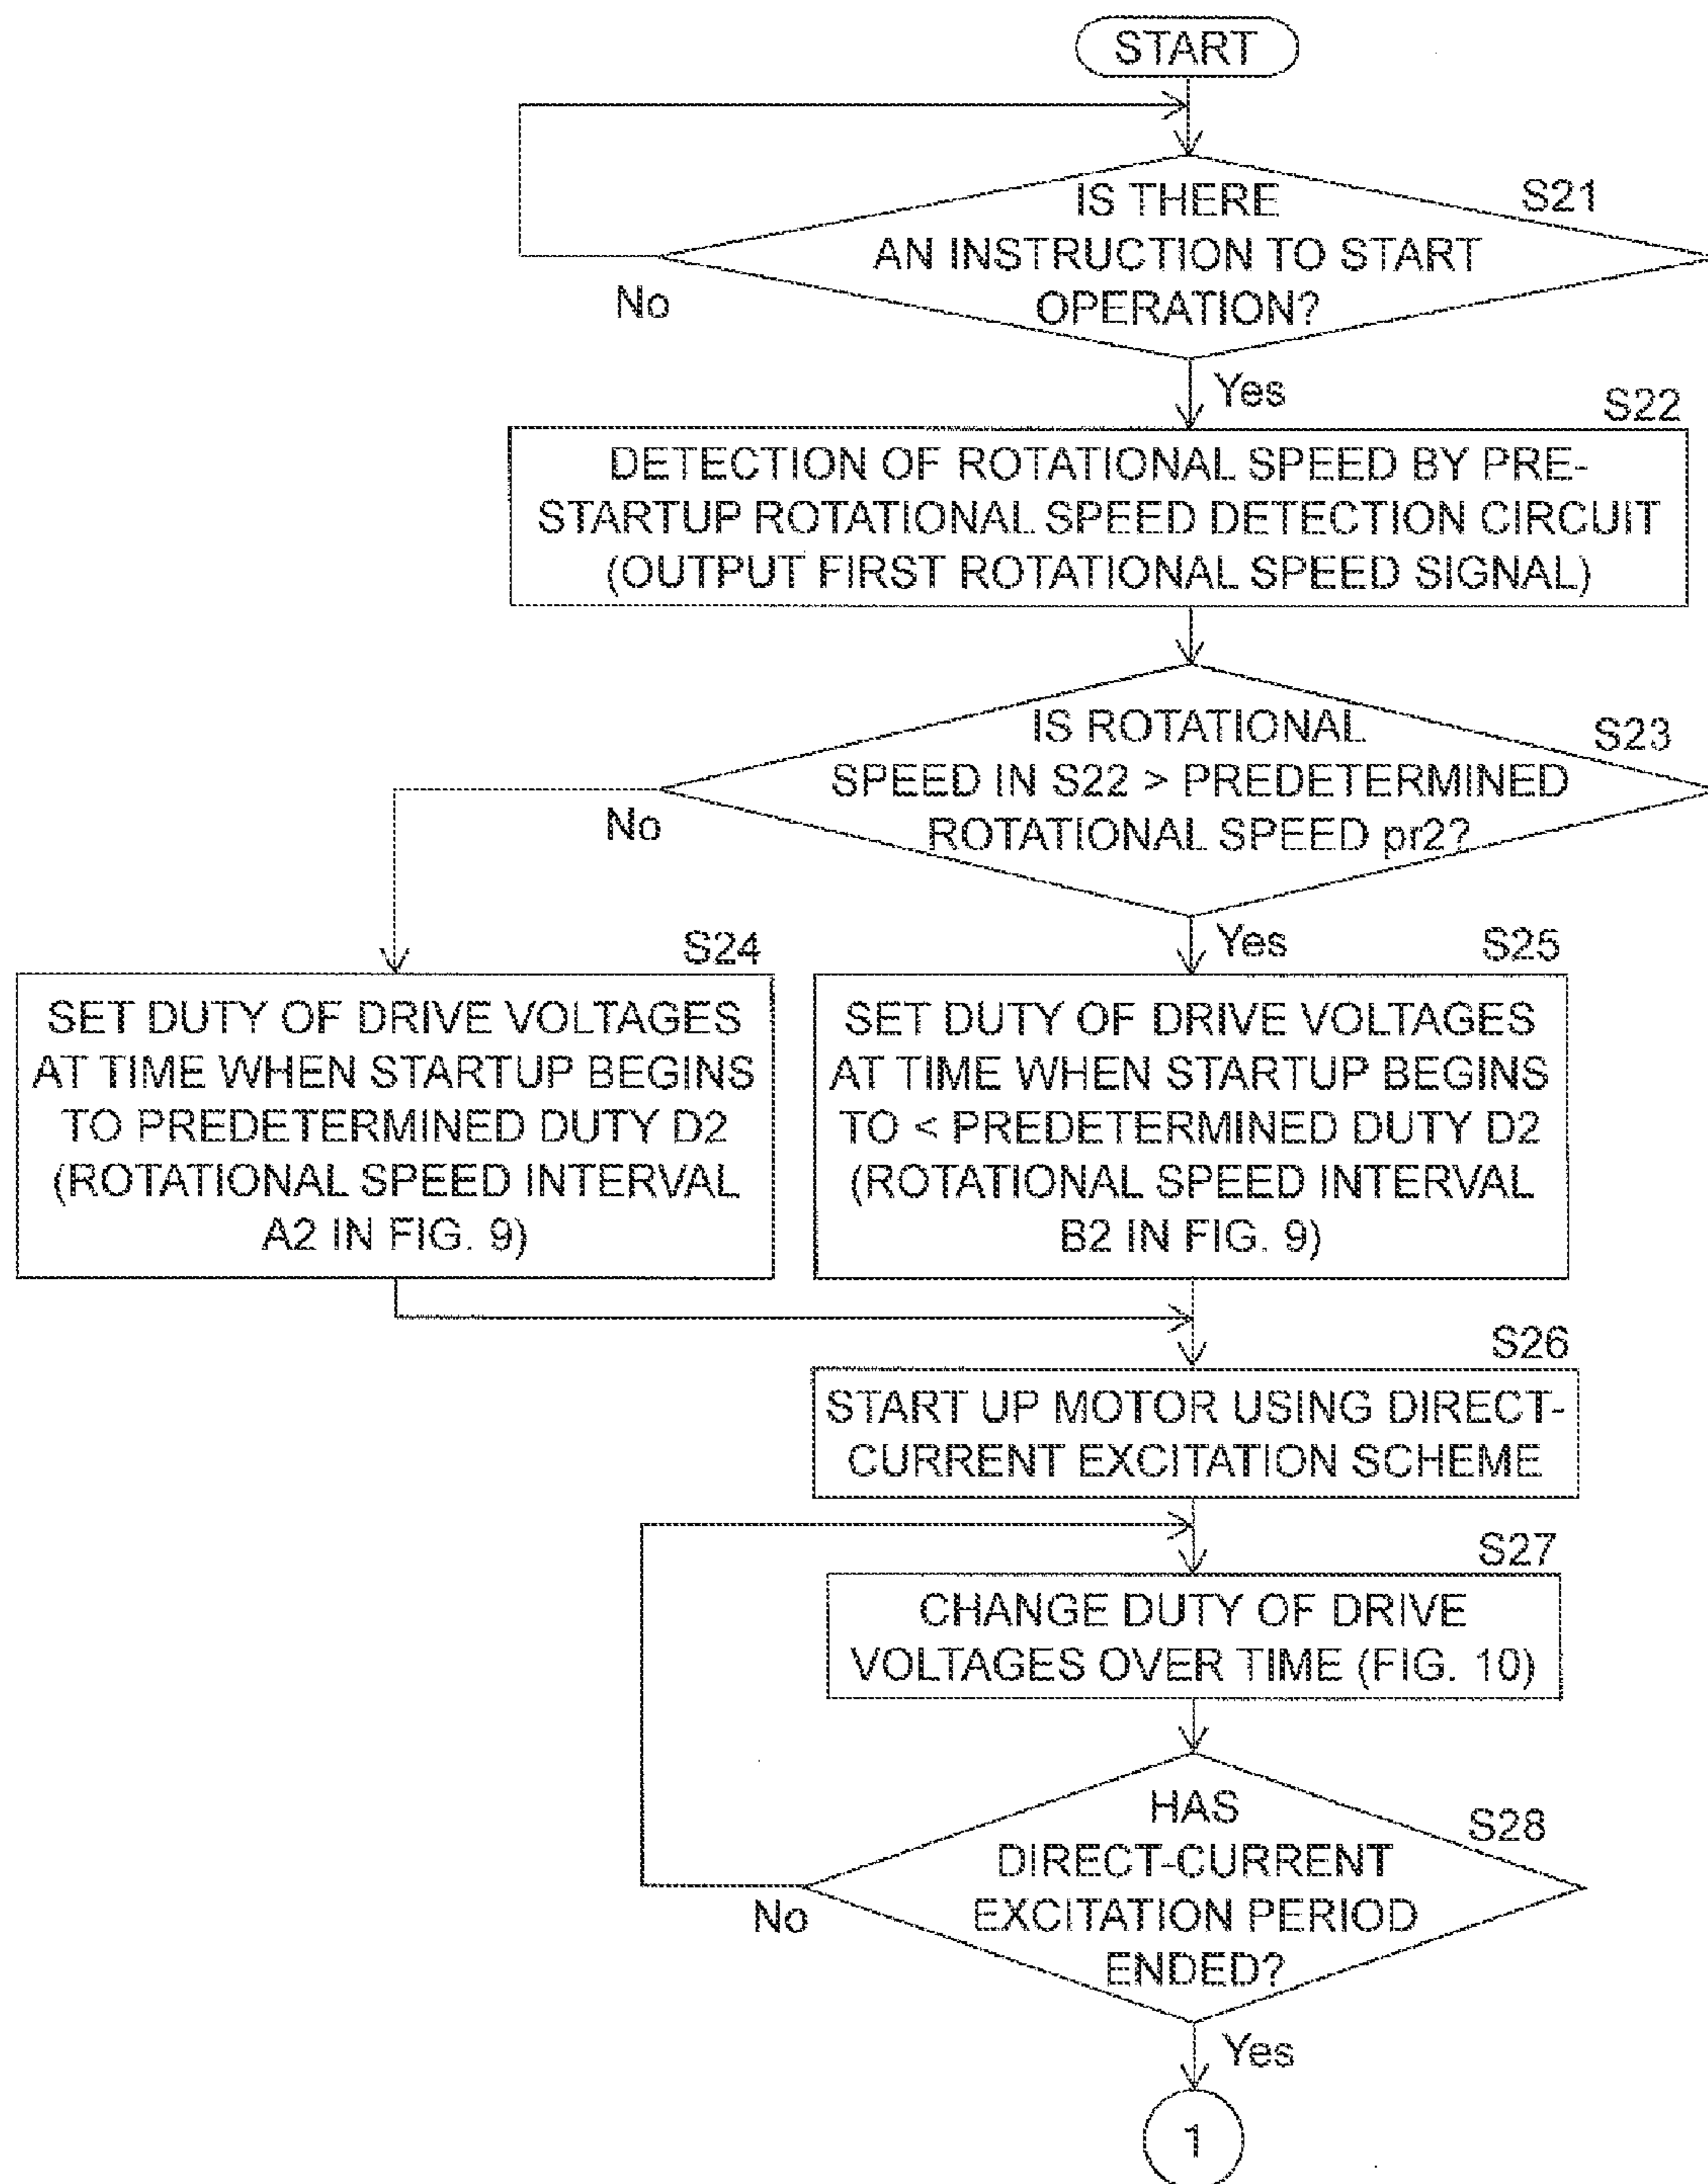 START
IS THERE
AN INSTRUCTION TO START
OPERATION?
S21
No
Yes
S22
DETECTION OF ROTATIONAL SPEED BY PRE-
STARTUP ROTATIONAL SPEED DETECTION CIRCUIT
(OUTPUT FIRST ROTATIONAL SPEED SIGNAL)
IS ROTATIONAL
SPEED IN S22 > PREDETERMINED
ROTATIONAL SPEED pr2?
S23
No
Yes
S24
SET DUTY OF DRIVE VOLTAGES
AT TIME WHEN STARTUP BEGINS
TO PREDETERMINED DUTY D2
(ROTATIONAL SPEED INTERVAL
A2 IN FIG. 9)
S25
SET DUTY OF DRIVE VOLTAGES
AT TIME WHEN STARTUP BEGINS
TO < PREDETERMINED DUTY D2
(ROTATIONAL SPEED INTERVAL
B2 IN FIG. 9)
S26
START UP MOTOR USING DIRECT-
CURRENT EXCITATION SCHEME
S27
CHANGE DUTY OF DRIVE
VOLTAGES OVER TIME (FIG. 10)
HAS
DIRECT-CURRENT
EXCITATION PERIOD
ENDED?
S28
No
Yes
1